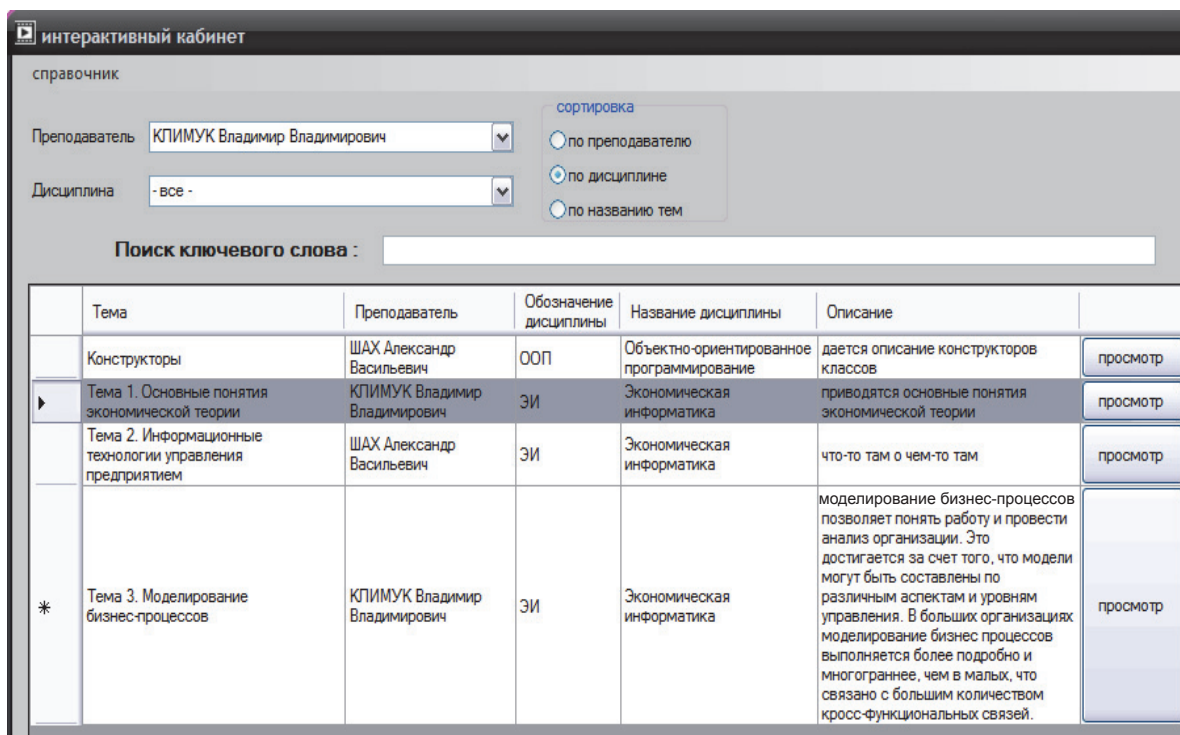 интерактивный кабинет
справочник
Преподаватель КЛИМУК Владимир Владимирович
Дисциплина - все -
сортировка
по преподавателю
по дисциплине
по названию тем
Поиск ключевого слова :
Тема
Преподаватель
Обозначение
дисциплины
Название дисциплины
Описание
Конструкторы
ШАХ Александр
Васильевич
ООП
Объектно-ориентированное
программирование
дается описание конструкторов
классов
просмотр
Тема 1. Основные понятия
экономической теории
КЛИМУК Владимир
Владимирович
ЭИ
Экономическая
информатика
приводятся основные понятия
экономической теории
просмотр
Тема 2. Информационные
технологии управления
предприятием
ШАХ Александр
Васильевич
ЭИ
Экономическая
информатика
что-то там о чем-то там
просмотр
Тема 3. Моделирование
бизнес-процессов
КЛИМУК Владимир
Владимирович
ЭИ
Экономическая
информатика
моделирование бизнес-процессов
позволяет понять работу и провести
анализ организации. Это
достигается за счет того, что модели
могут быть составлены по
различным аспектам и уровням
управления. В больших организациях
моделирование бизнес процессов
выполняется более подробно и
многограннее, чем в малых, что
связано с большим количеством
кросс-функциональных связей.
просмотр